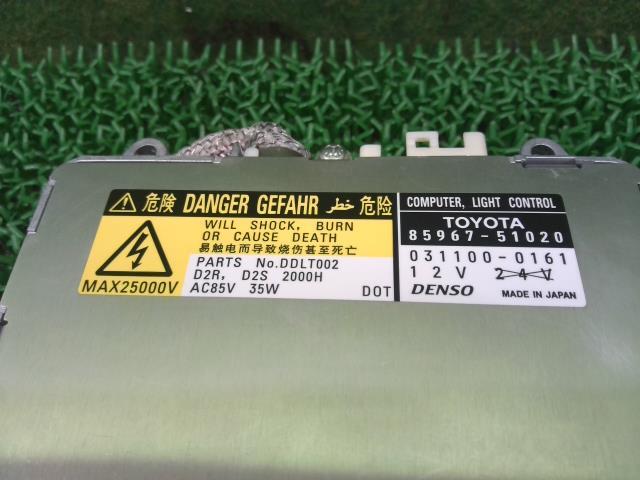 危険 DANGER GEFAHR خطر 危险
WILL SHOCK, BURN
OR CAUSE DEATH
易触电而导致烧伤甚至死亡
MAX25000V
PARTS No.DDLT002
D2R, D2S 2000H
AC85V 35W
DOT
COMPUTER, LIGHT CONTROL
TOYOTA
85967-51020
031100-0161
12V 24V
DENSO MADE IN JAPAN